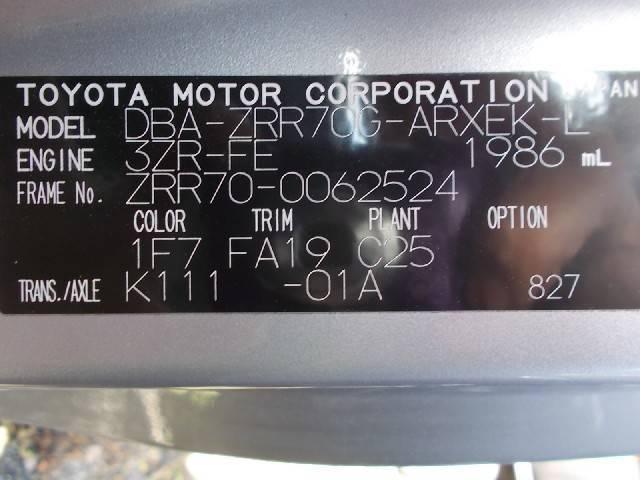 TOYOTA MOTOR CORPORATION JAPAN
MODEL DBA-ZRR70G-ARXEK-L
ENGINE 3ZR-FE 1986 mL
FRAME No. ZRR70-0062524
COLOR TRIM PLANT OPTION
1F7 FA19 C25
TRANS./AXLE K111 -01A 827